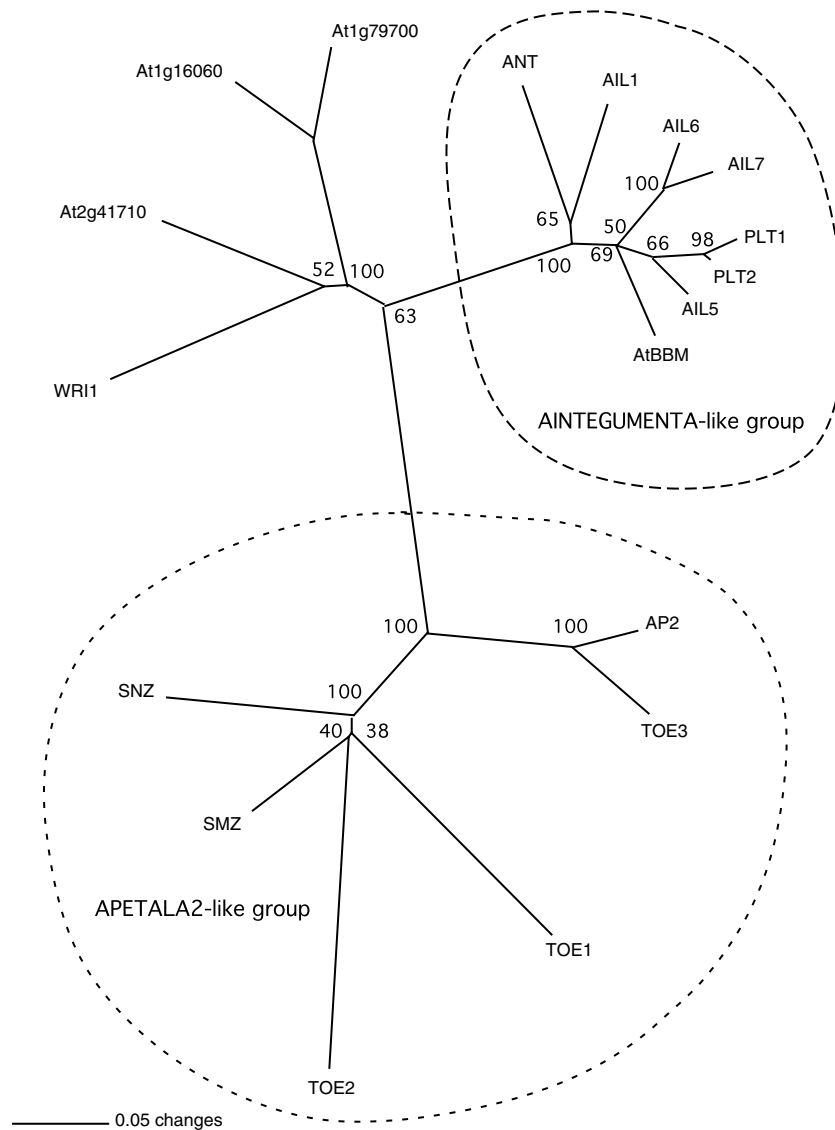 At1g79700
At1g16060
ANT
AIL1
AIL6
AIL7
100
At2g41710
65
50
66
98
PLT1
69
PLT2
52
100
100
AIL5
63
AtBBM
WRI1
AINTEGUMENTA-like group
100
100
AP2
SNZ
100
TOE3
40
38
SMZ
APETALA2-like group
TOE1
TOE2
0.05 changes